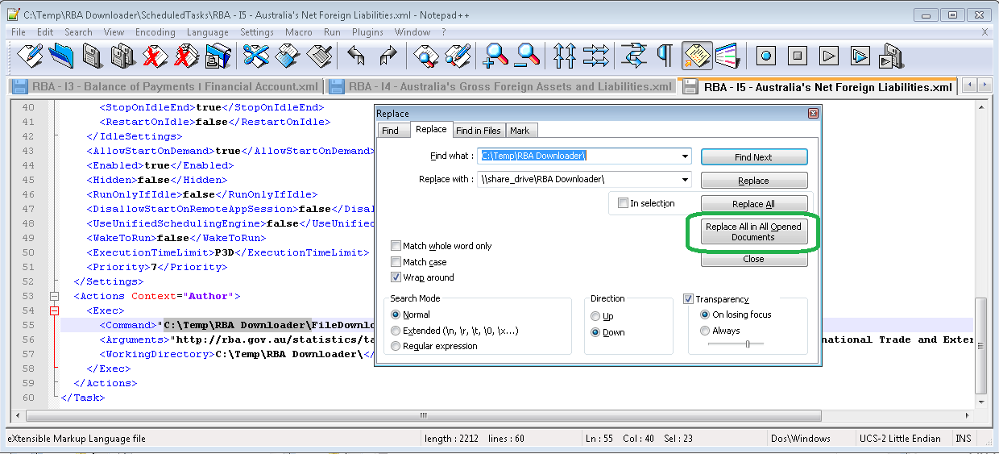 C:\Temp\RBA Downloader\ScheduledTasks\RBA - I5 - Australia's Net Foreign Liabilities.xml - Notepad++
File Edit Search View Encoding Language Settings Macro Run Plugins Window ? X
RBA - I3 - Balance of Payments I Financial Account.xml RBA - I4 - Australia's Gross Foreign Assets and Liabilities.xml RBA - I5 - Australia's Net Foreign Liabilities.xml
40 <StopOnIdleEnd>true</StopOnIdleEnd>
41 <RestartOnIdle>false</RestartOnIdle>
42 </IdleSettings>
43 <AllowStartOnDemand>true</AllowStartOnDemand
44 <Enabled>true</Enabled>
45 <Hidden>false</Hidden>
46 <RunOnlyIfIdle>false</RunOnlyIfIdle>
47 <DisallowStartOnRemoteAppSession>false</Disal
48 <UseUnifiedSchedulingEngine>false</UseUnified
49 <WakeToRun>false</WakeToRun>
50 <ExecutionTimeLimit>P3D</ExecutionTimeLimit>
51 <Priority>7</Priority>
52 </Settings>
53 <Actions Context="Author">
54 <Exec>
55 <Command>"C:\Temp\RBA Downloader\FileDownlo
56 <Arguments>"http://rba.gov.au/statistics/ta national Trade and Exter
57 <WorkingDirectory>C:\Temp\RBA Downloader\</
58 </Exec>
59 </Actions>
60 </Task>
Replace
Find Replace Find in Files Mark
Find what : C:\Temp\RBA Downloader\ Find Next
Replace with : \\share_drive\RBA Downloader\ Replace
In selection Replace All
Replace All in All Opened
Documents
Close
Match whole word only
Match case
Wrap around
Search Mode Direction Transparency
Normal Up On losing focus
Extended (\n, \r, \t, \0, \x...) Down Always
Regular expression
eXtensible Markup Language file length : 2212 lines : 60 Ln : 55 Col : 40 Sel : 23 Dos\Windows UCS-2 Little Endian INS